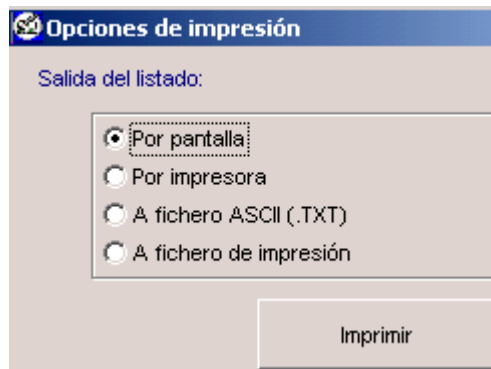 Opciones de impresión
Salida del listado:
Por pantalla
Por impresora
A fichero ASCII (.TXT)
A fichero de impresión
Imprimir